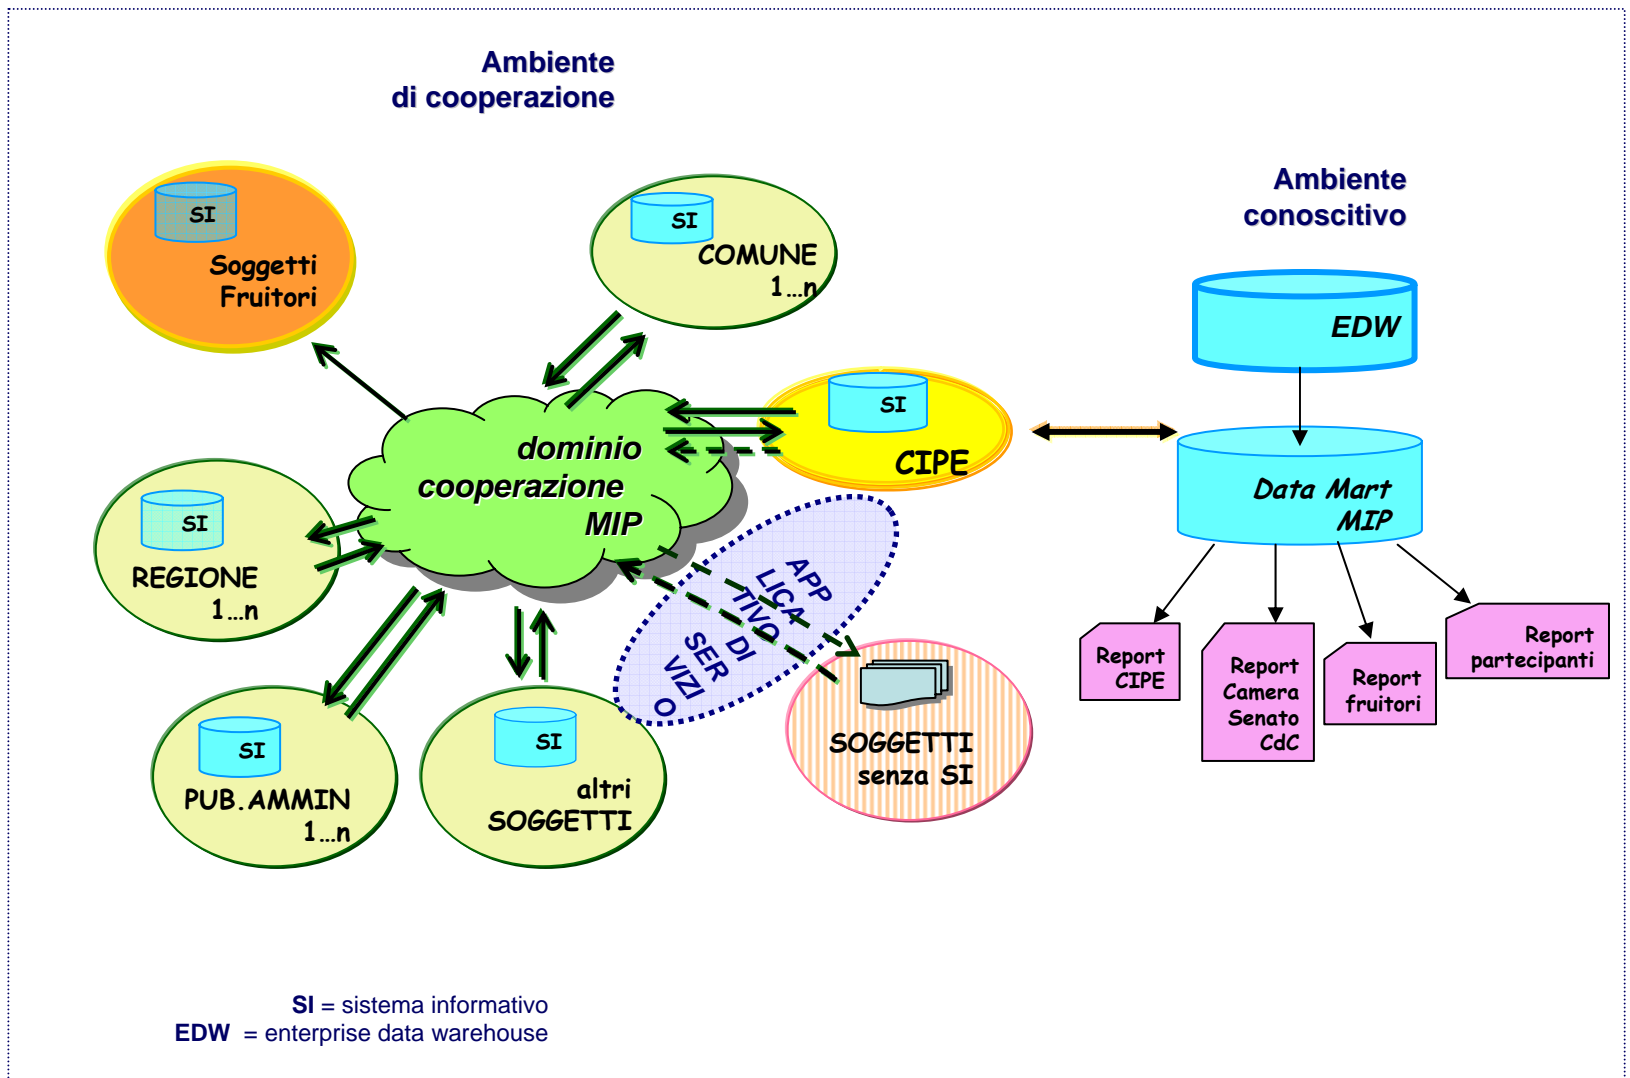 Ambiente
di cooperazione
Ambiente
conoscitivo
SI
Soggetti
Fruitori
SI
COMUNE
1...n
EDW
SI
CIPE
dominio
cooperazione
MIP
Data Mart
MIP
SI
REGIONE
1...n
APP
LICA
TIVO
DI
SER
VIZI
O
Report
CIPE
Report
Camera
Senato
CdC
Report
fruitori
Report
partecipanti
SI
PUB.AMMIN
1...n
SI
altri
SOGGETTI
SOGGETTI
senza SI
SI = sistema informativo
EDW = enterprise data warehouse